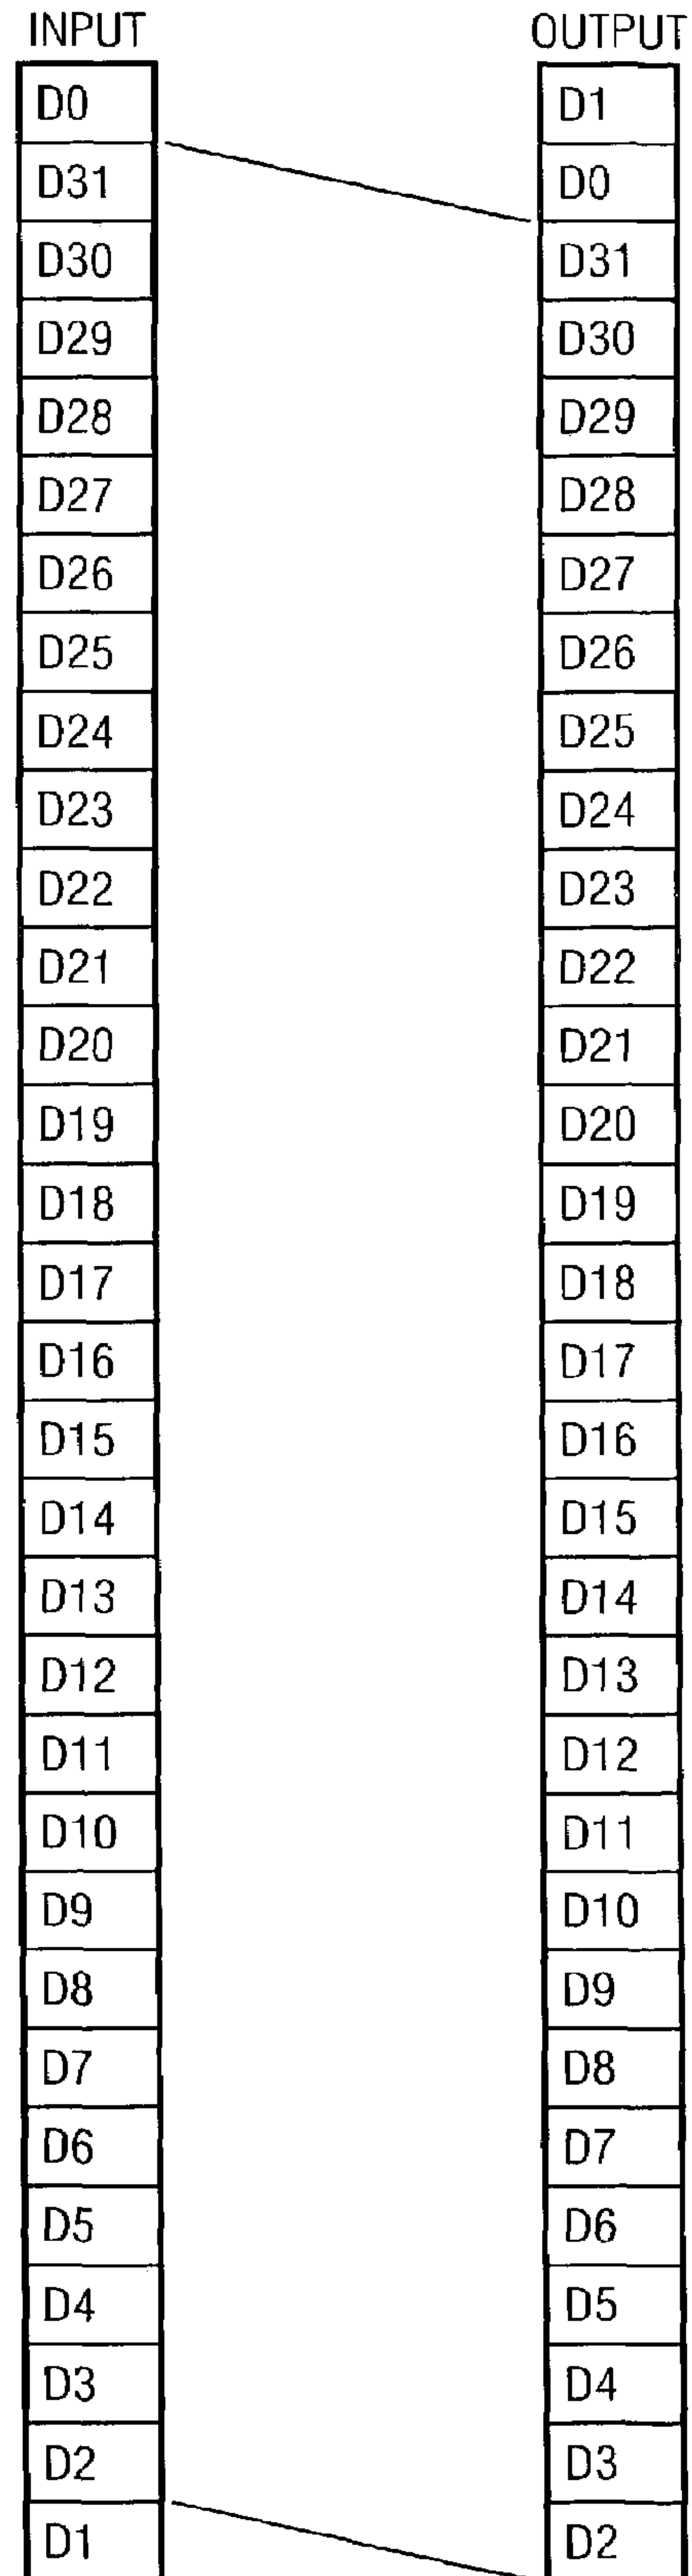 INPUT OUTPUT
D0 D1
D31 D0
D30 D31
D29 D30
D28 D29
D27 D28
D26 D27
D25 D26
D24 D25
D23 D24
D22 D23
D21 D22
D20 D21
D19 D20
D18 D19
D17 D18
D16 D17
D15 D16
D14 D15
D13 D14
D12 D13
D11 D12
D10 D11
D9 D10
D8 D9
D7 D8
D6 D7
D5 D6
D4 D5
D3 D4
D2 D3
D1 D2